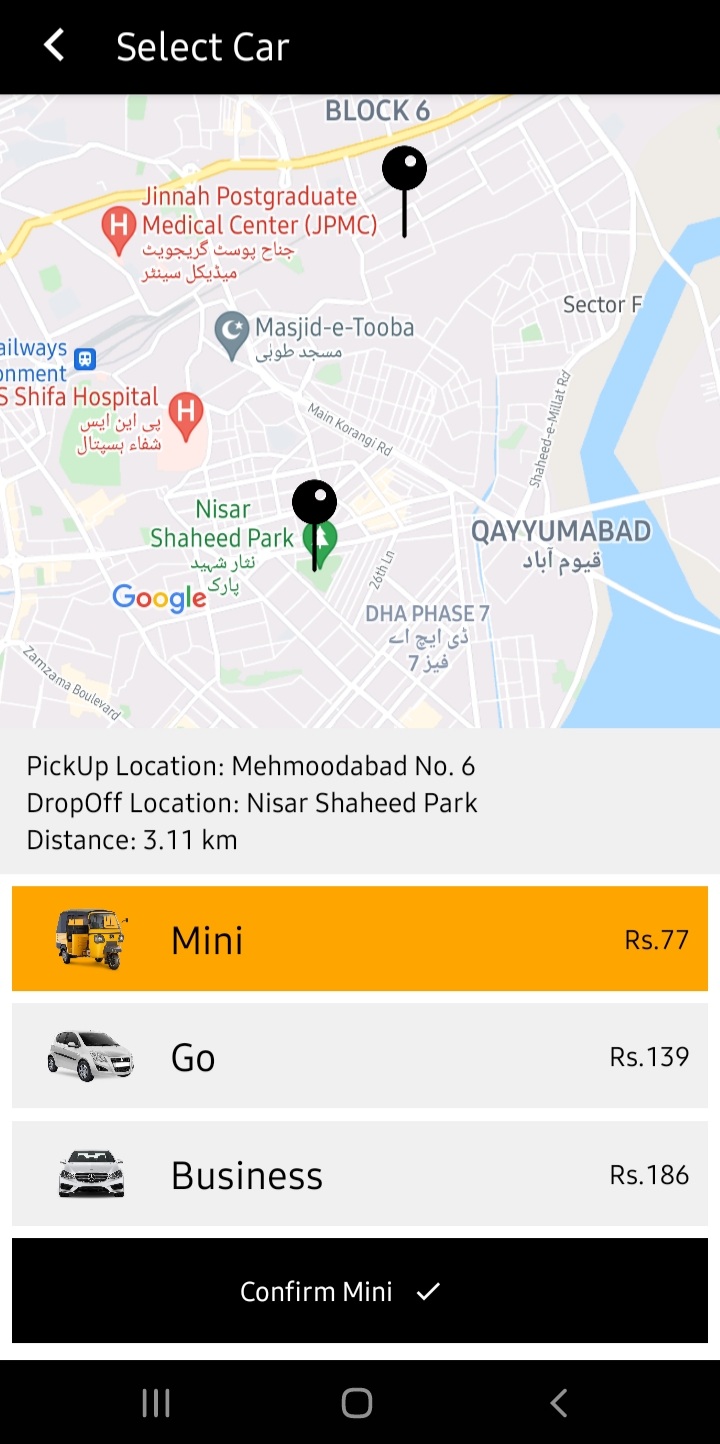 Select Car
BLOCK 6
Jinnah Postgraduate
Medical Center (JPMC)
جناح پوسٹ گریجویٹ
میڈیکل سینٹر
Sector F
Masjid-e-Tooba
مسجد طوبٰی
ailways
onment
S Shifa Hospital
پی این ایس
شفاء ہسپتال
Main Korangi Rd
Shaheed-e-Millat Rd
Nisar
Shaheed Park
نثار شہید
پارک
QAYYUMABAD
قیوم آباد
26th Ln
Google
DHA PHASE 7
ڈی ایچ اے
فیز 7
Zamzama Boulevard
PickUp Location: Mehmoodabad No. 6
DropOff Location: Nisar Shaheed Park
Distance: 3.11 km
Mini Rs.77
Go Rs.139
Business Rs.186
Confirm Mini